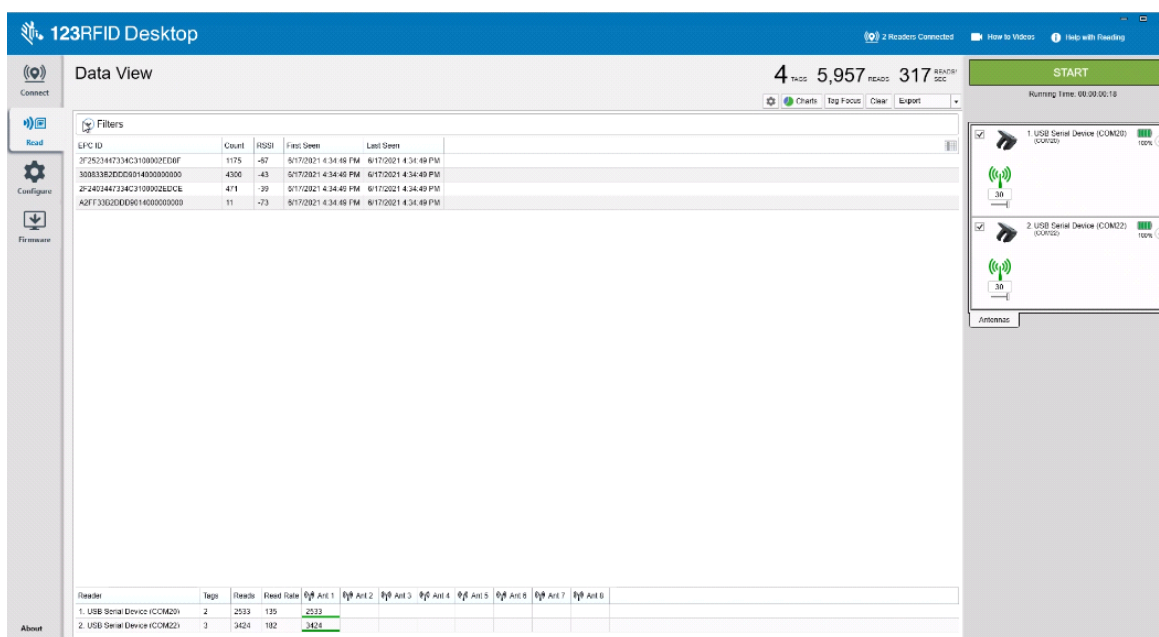 123RFID Desktop
2 Readers Connected
How to Videos
Help with Reading
Connect
Read
Configure
Firmware
About
Data View
4 TAGS 5,957 READS 317 READS/ SEC
Charts Tag Focus Clear Export
Filters
EPC ID Count RSSI First Seen Last Seen
1175 -67 6/17/2021 4:34:49 PM 6/17/2021 4:34:49 PM
300833B2DDD9014000000000 4300 -43 6/17/2021 4:34:49 PM 6/17/2021 4:34:49 PM
2F2403447334C3100002EDCE 471 -39 6/17/2021 4:34:49 PM 6/17/2021 4:34:49 PM
11 -73 6/17/2021 4:34:49 PM 6/17/2021 4:34:49 PM
START
Running Time: 00:00:00:18
1. USB Serial Device (COM20)
(COM20)
100%
30
2. USB Serial Device (COM22)
(COM22)
100%
30
Antennas
Reader Tags Reads Read Rate Ant 1 Ant 2 Ant 3 Ant 4 Ant 5 Ant 6 Ant 7 Ant 8
1. USB Serial Device (COM20) 2 2533 135 2533
2. USB Serial Device (COM22) 3 3424 182 3424